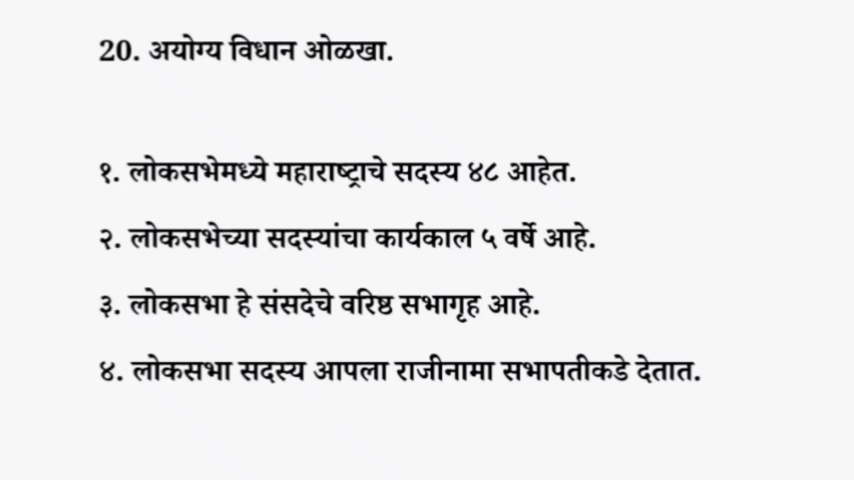 20. अयोग्य विधान ओळखा.
१. लोकसभेमध्ये महाराष्ट्राचे सदस्य ४८ आहेत.
२. लोकसभेच्या सदस्यांचा कार्यकाल ५ वर्षे आहे.
३. लोकसभा हे संसदेचे वरिष्ठ सभागृह आहे.
४. लोकसभा सदस्य आपला राजीनामा सभापतीकडे देतात.